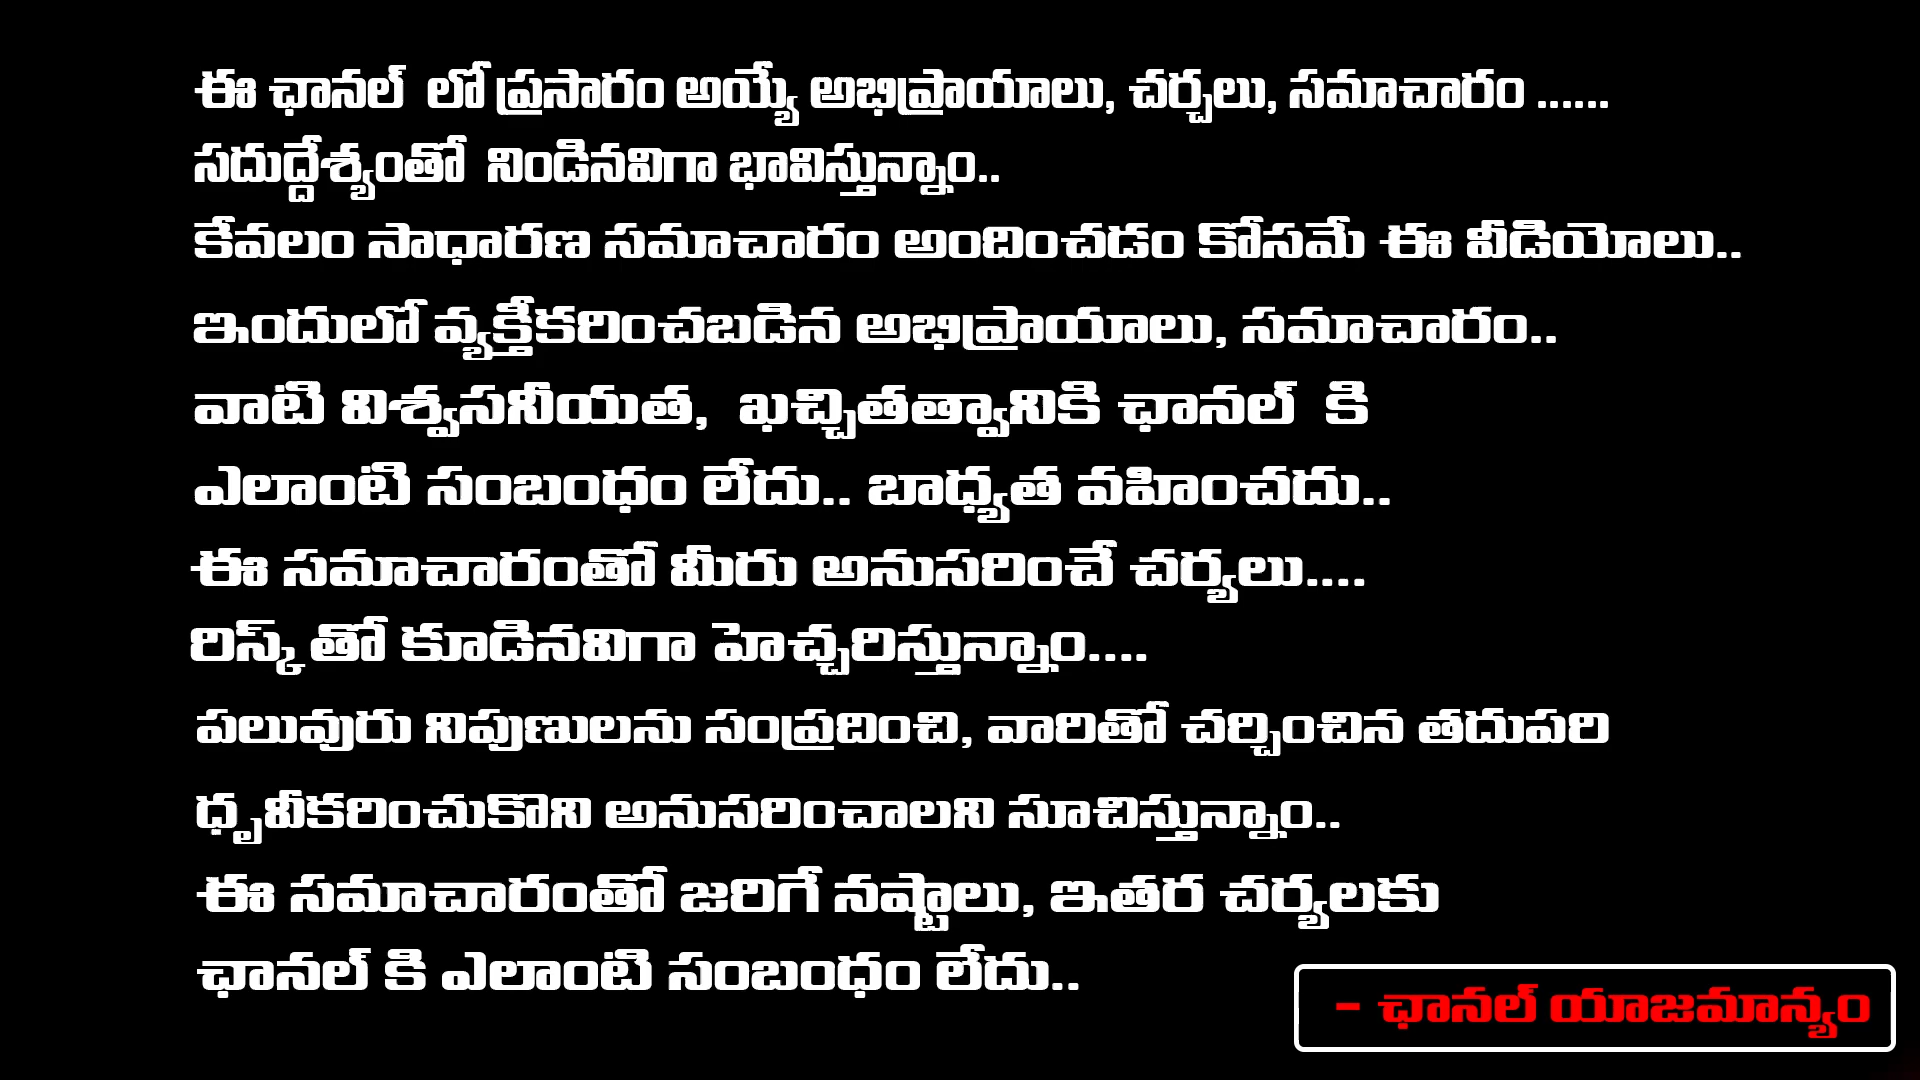 ఈ ఛానల్ లో ప్రసారం అయ్యే అభిప్రాయాలు, చర్చలు, సమాచారం ......
సదుద్దేశ్యంతో నిండినవిగా భావిస్తున్నాం..
కేవలం సాధారణ సమాచారం అందించడం కోసమే ఈ వీడియోలు..
ఇందులో వ్యక్తీకరించబడిన అభిప్రాయాలు, సమాచారం..
వాటి విశ్వసనీయత, ఖచ్చితత్వానికి ఛానల్ కి
ఎలాంటి సంబంధం లేదు.. బాధ్యత వహించదు..
ఈ సమాచారంతో మీరు అనుసరించే చర్యలు....
రిస్క్ తో కూడినవిగా హెచ్చరిస్తున్నాం....
పలువురు నిపుణులను సంప్రదించి, వారితో చర్చించిన తదుపరి
ధృవీకరించుకొని అనుసరించాలని సూచిస్తున్నాం..
ఈ సమాచారంతో జరిగే నష్టాలు, ఇతర చర్యలకు
ఛానల్ కి ఎలాంటి సంబంధం లేదు..
- ఛానల్ యాజమాన్యం